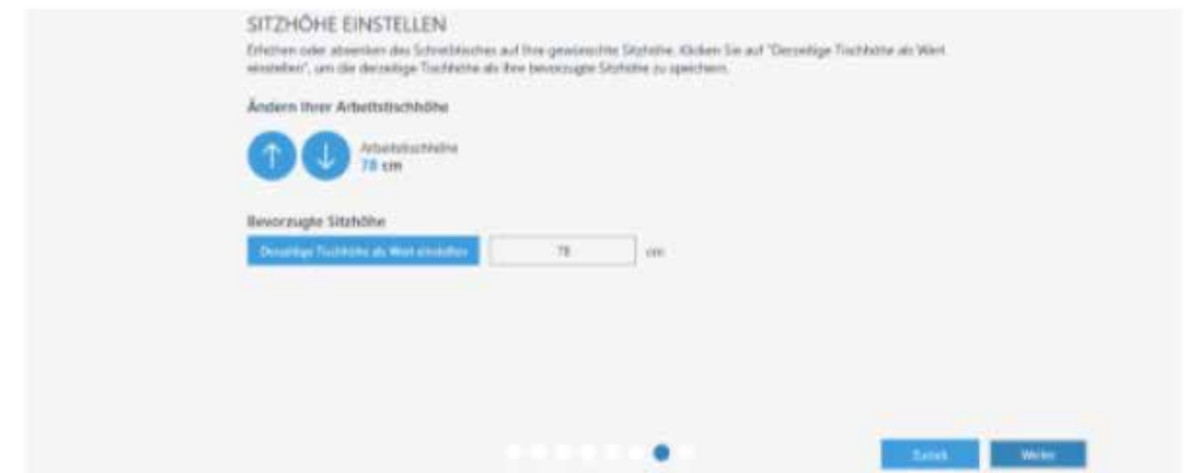 SITZHÖHE EINSTELLEN
Erhöhen oder absenken des Schreibtisches auf Ihre gewünschte Sitzhöhe. Klicken Sie auf "Derzeitige Tischhöhe als Wert
einstellen", um die derzeitige Tischhöhe als Ihre bevorzugte Sitzhöhe zu speichern.
Ändern Ihrer Arbeitstischhöhe
Arbeitstischhöhe
78 cm
Bevorzugte Sitzhöhe
Derzeitige Tischhöhe als Wert einstellen 78 cm
Zurück Weiter